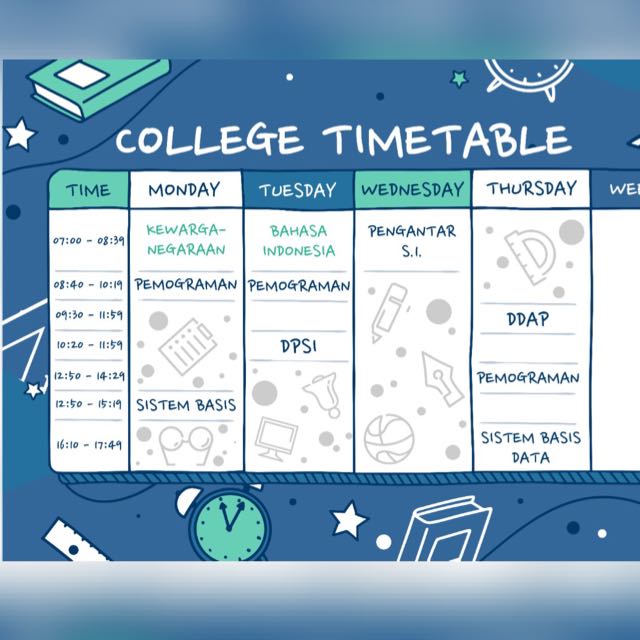 COLLEGE TIMETABLE
TIME MONDAY TUESDAY WEDNESDAY THURSDAY
07:00 - 08:39 KEWARGA- BAHASA PENGANTAR
NEGARAAN INDONESIA S.I.
08:40 - 10:19 PEMOGRAMAN PEMOGRAMAN
09:30 - 11:59 DDAP
10:20 - 11:59 DPSI
12:50 - 14:29 PEMOGRAMAN
12:50 - 15:19 SISTEM BASIS
16:10 - 17:49 SISTEM BASIS
DATA